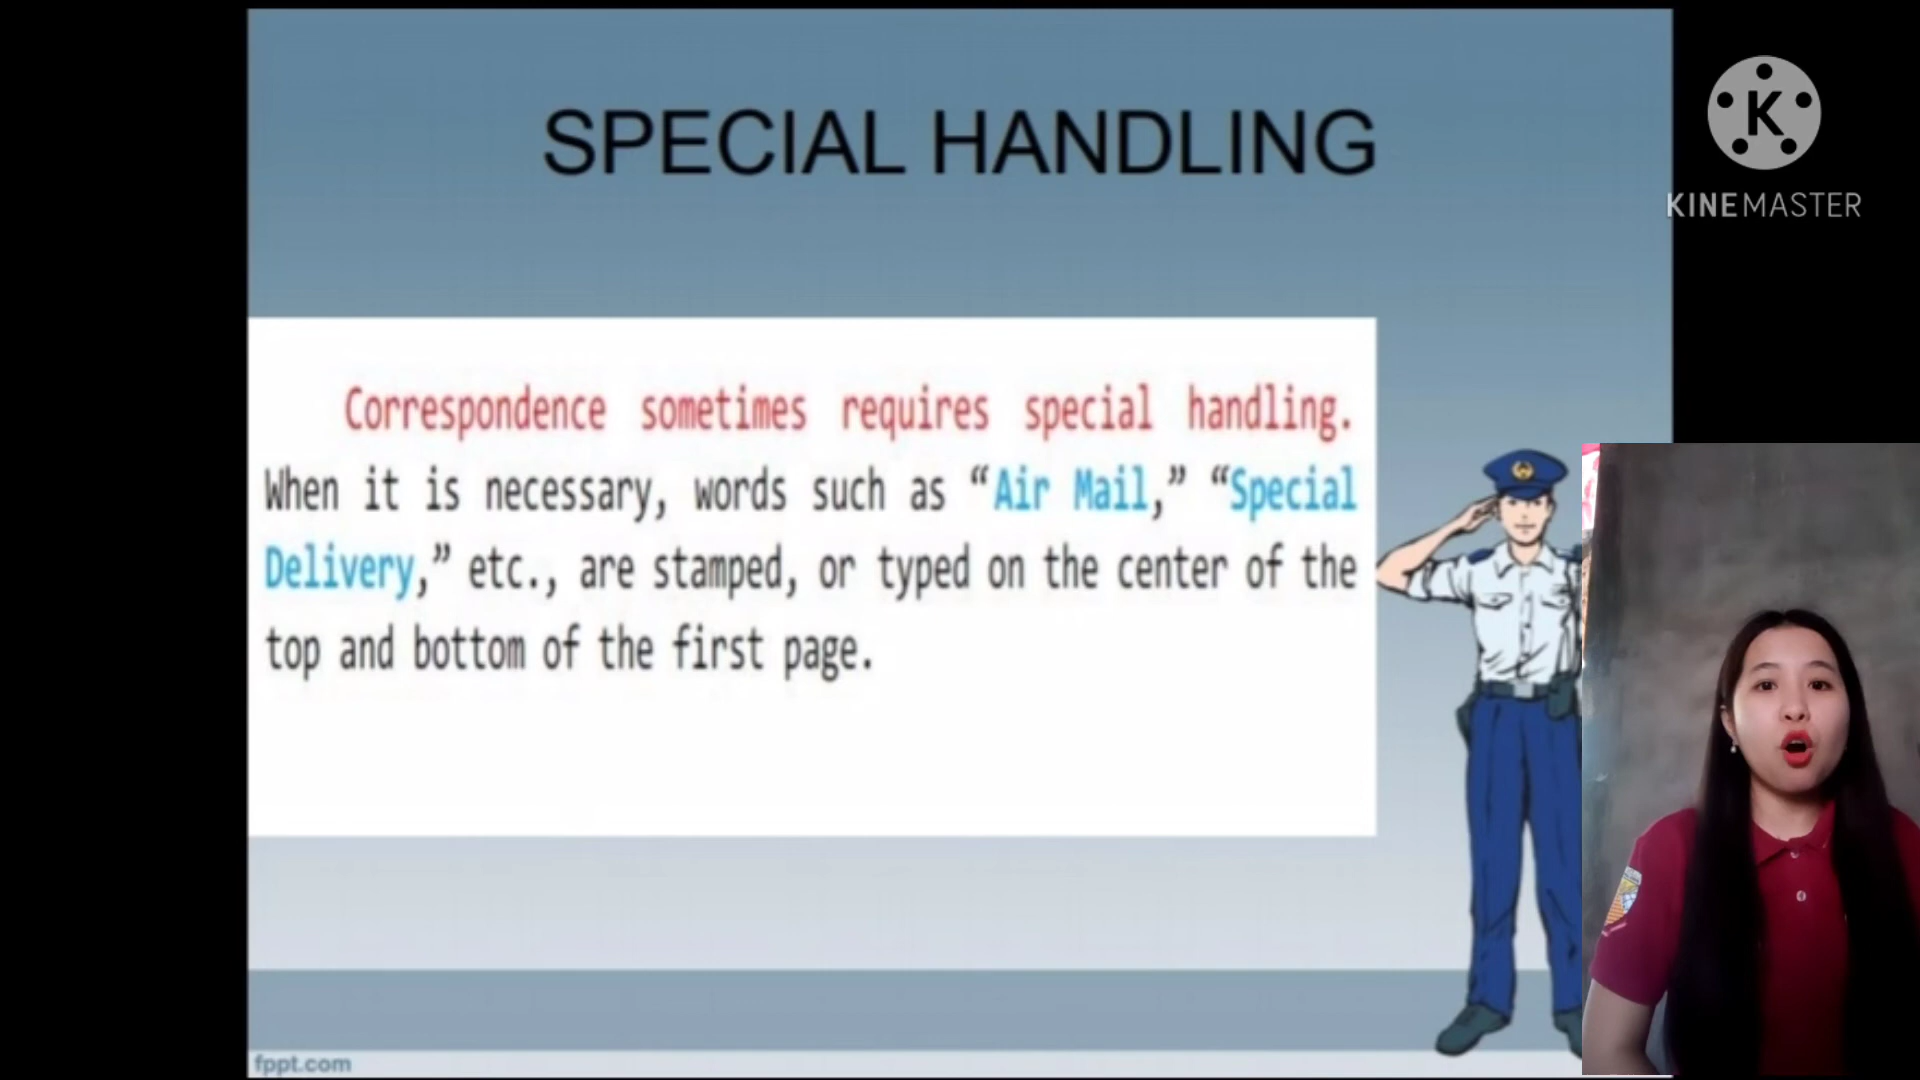 SPECIAL HANDLING
K
KINEMASTER
Correspondence sometimes requires special handling.
When it is necessary, words such as “Air Mail,” “Special
Delivery,” etc., are stamped, or typed on the center of the
top and bottom of the first page.
fppt.com